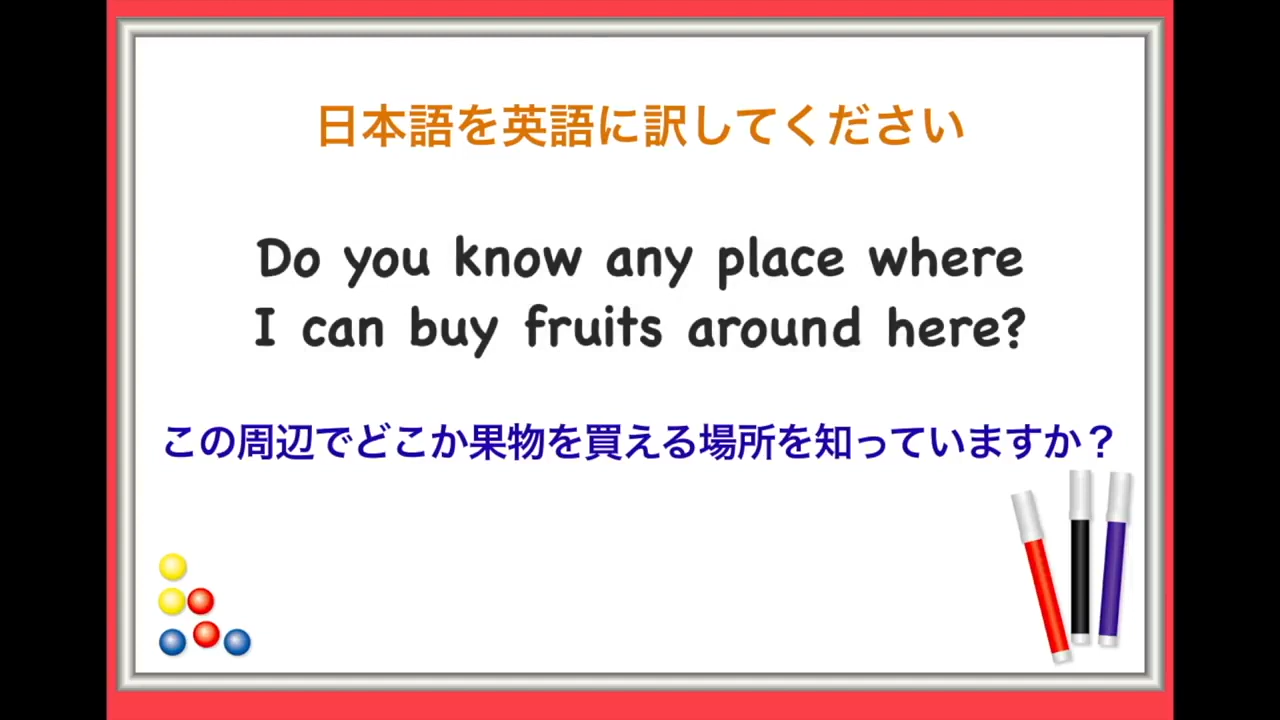 日本語を英語に訳してください
Do you know any place where
I can buy fruits around here?
この周辺でどこか果物を買える場所を知っていますか？